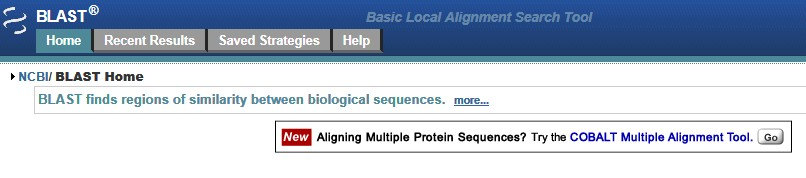 BLAST® Basic Local Alignment Search Tool
Home Recent Results Saved Strategies Help
NCBI/ BLAST Home
BLAST finds regions of similarity between biological sequences. more...
New Aligning Multiple Protein Sequences? Try the COBALT Multiple Alignment Tool. Go